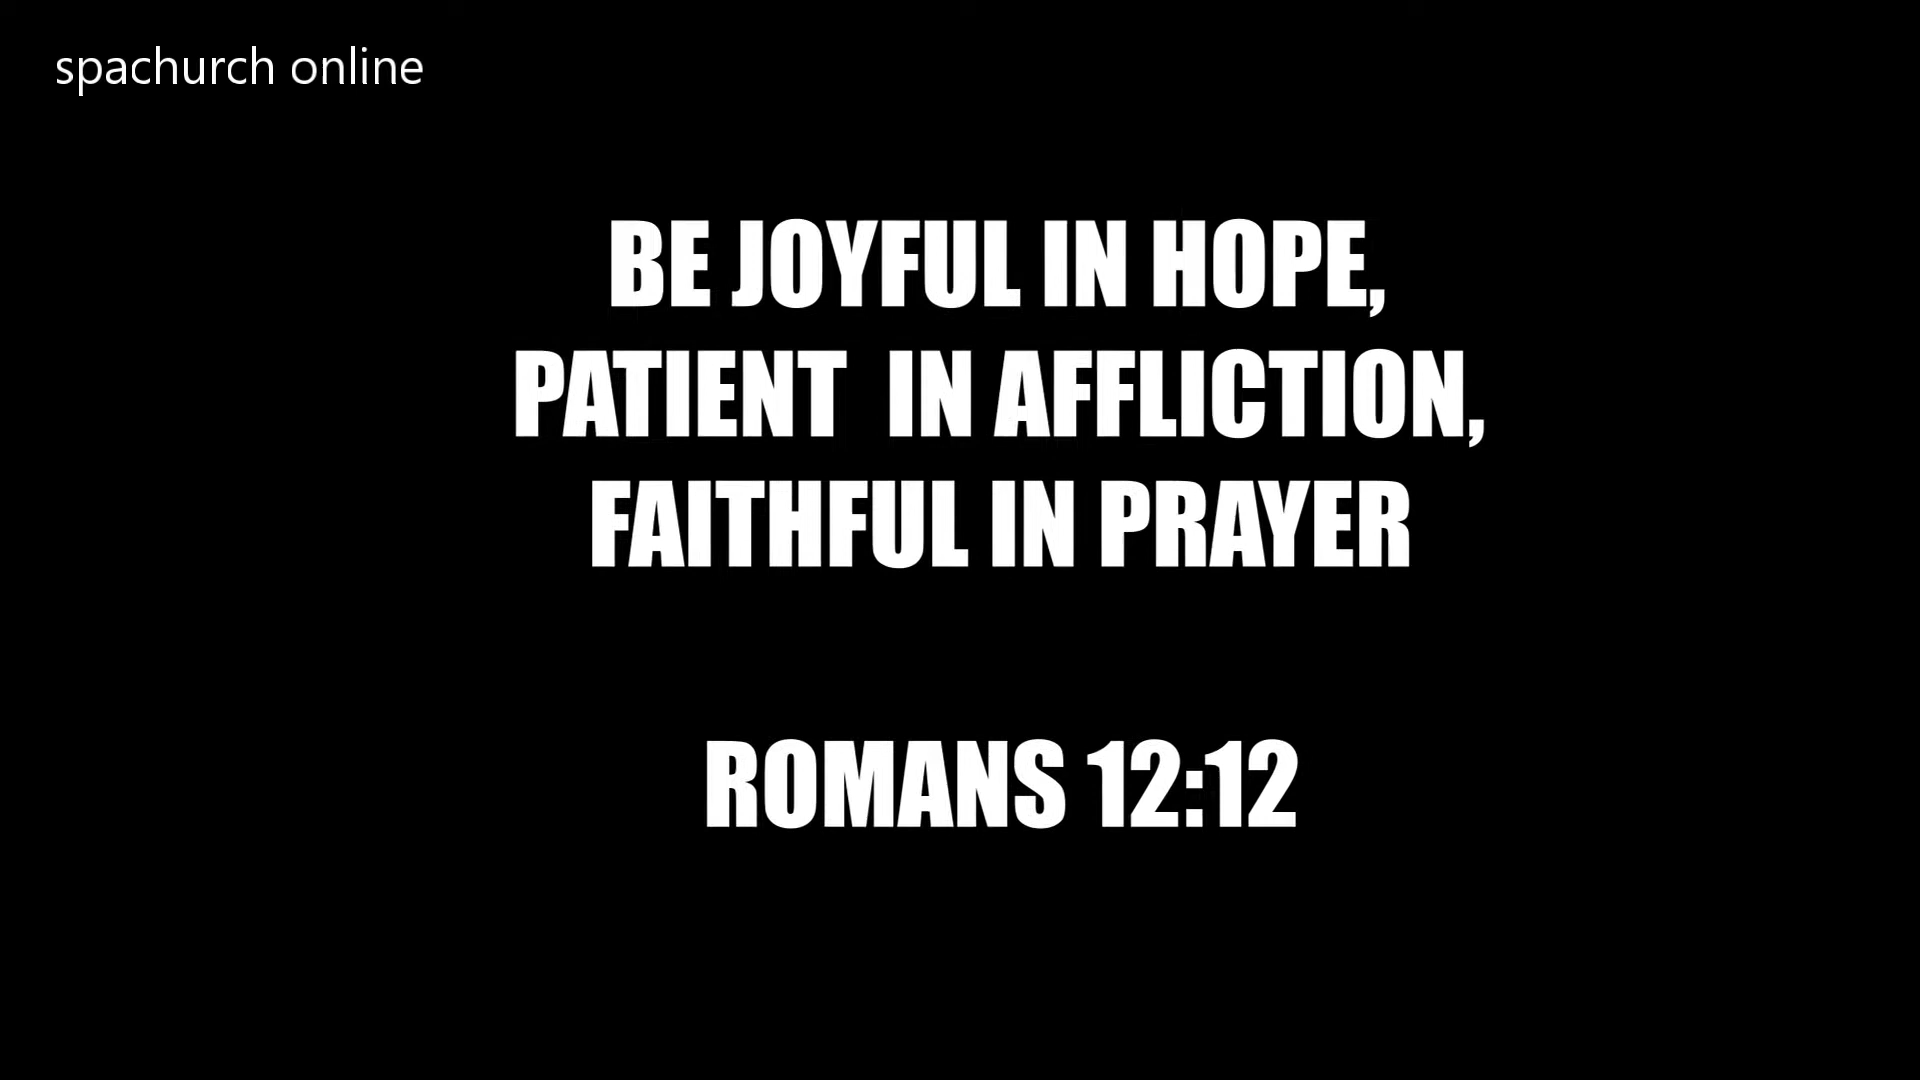 spachurch online
BE JOYFUL IN HOPE,
PATIENT  IN AFFLICTION,
FAITHFUL IN PRAYER
ROMANS 12:12